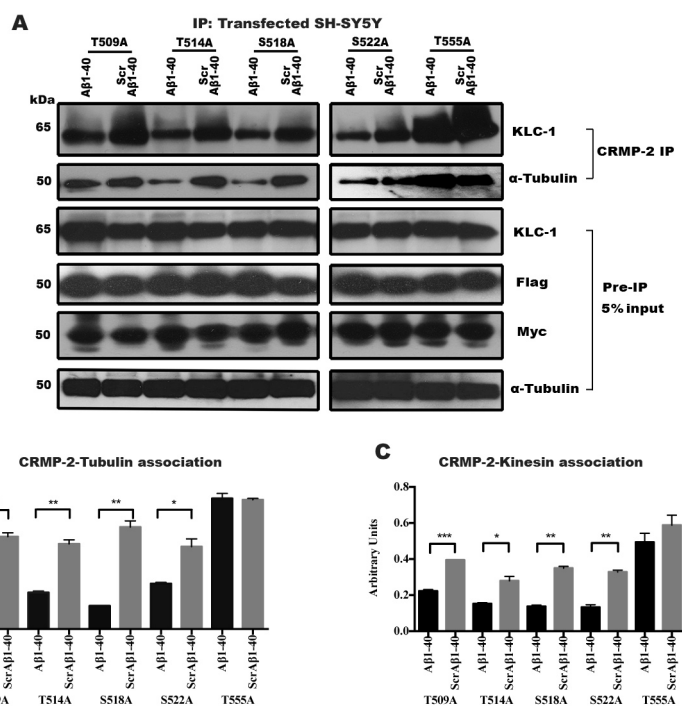 A
IP: Transfected SH-SY5Y
T509A T514A S518A S522A T555A
Aβ1-40 Scr Aβ1-40 Aβ1-40 Scr Aβ1-40 Aβ1-40 Scr Aβ1-40 Aβ1-40 Scr Aβ1-40 Aβ1-40 Scr Aβ1-40
kDa
65 KLC-1
50 α-Tubulin
CRMP-2 IP
65 KLC-1
50 Flag
50 Myc
50 α-Tubulin
Pre-IP
5% input
CRMP-2-Tubulin association
** ** *
Aβ1-40 ScrAβ1-40 Aβ1-40 ScrAβ1-40 Aβ1-40 ScrAβ1-40 Aβ1-40 ScrAβ1-40 Aβ1-40
T514A S518A S522A T555A
C
CRMP-2-Kinesin association
Arbitrary Units
0.8
0.6
0.4
0.2
0.0
*** * ** **
Aβ1-40 ScrAβ1-40 Aβ1-40 ScrAβ1-40 Aβ1-40 ScrAβ1-40 Aβ1-40 ScrAβ1-40 Aβ1-40 ScrAβ1-40
T509A T514A S518A S522A T555A